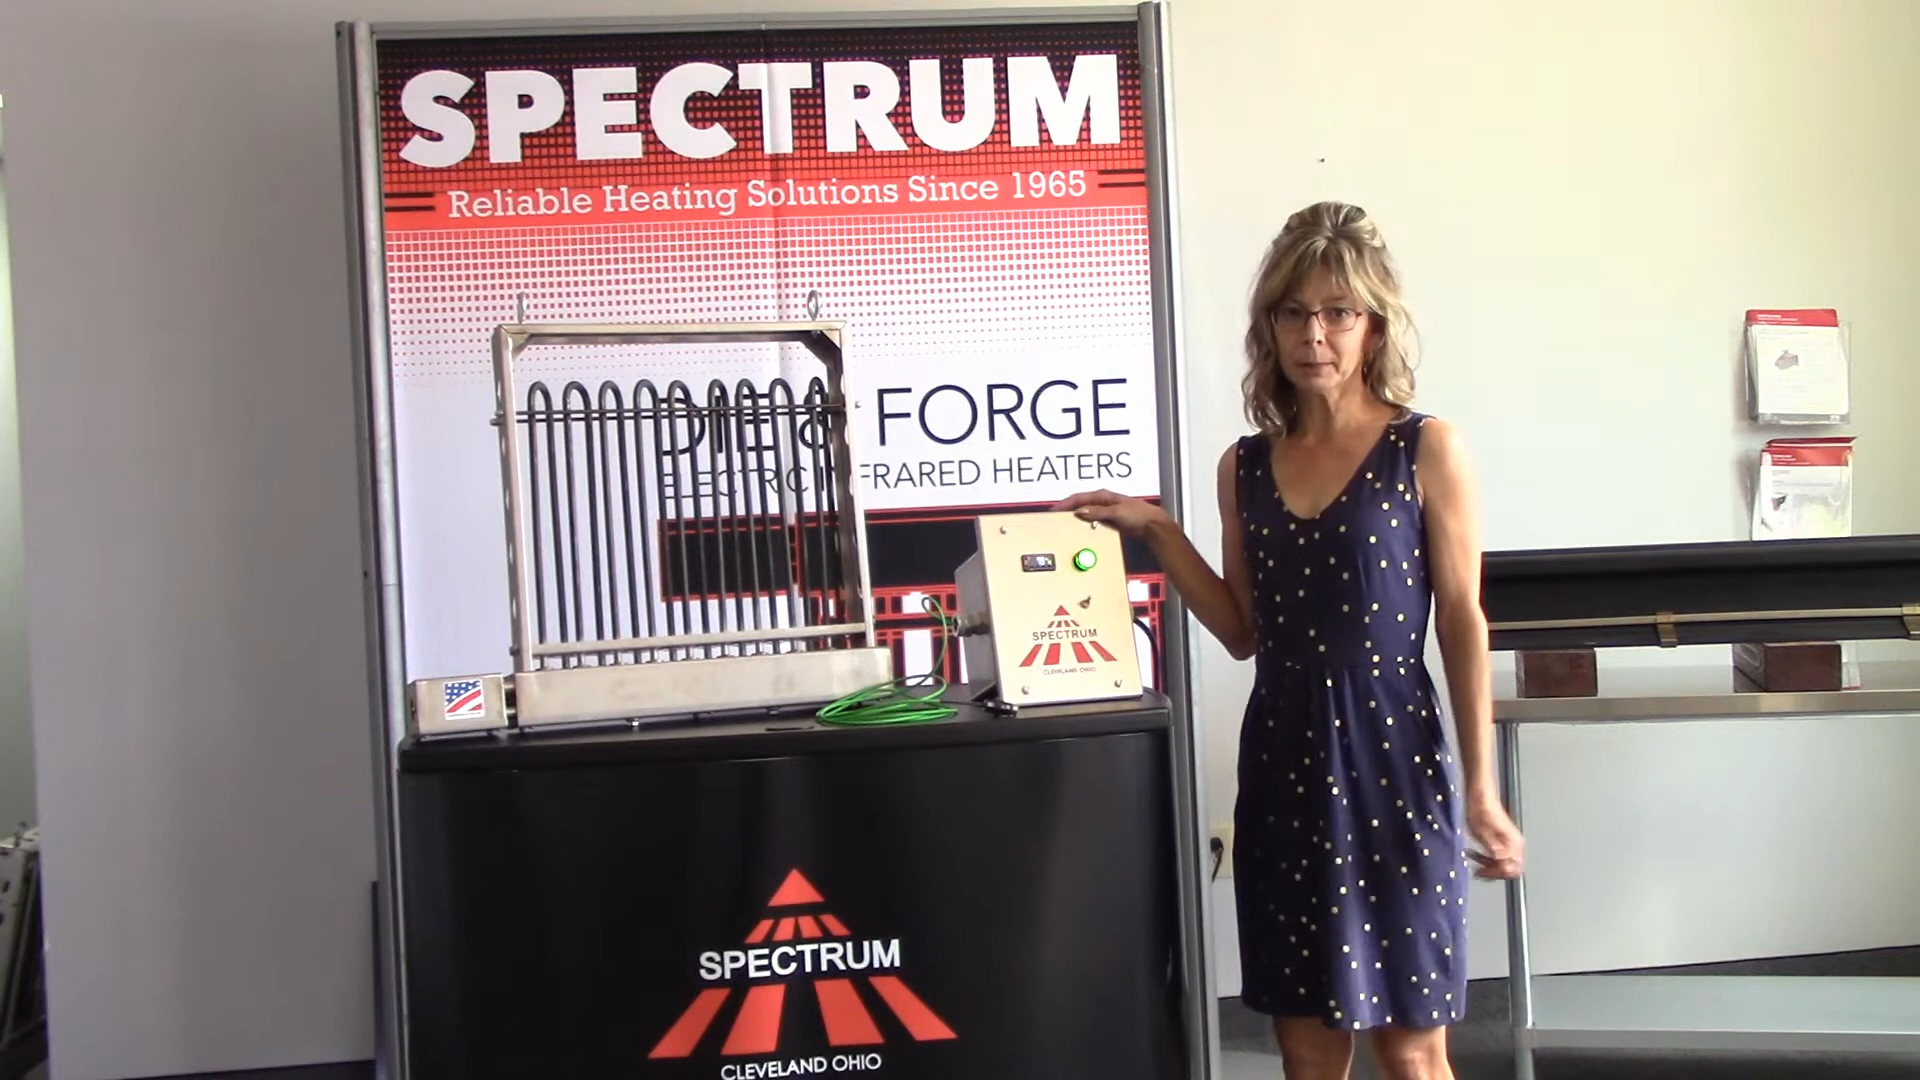 SPECTRUM
Reliable Heating Solutions Since 1965
DIE & FORGE
ELECTRIC INFRARED HEATERS
SPECTRUM
CLEVELAND OHIO
SPECTRUM
CLEVELAND OHIO